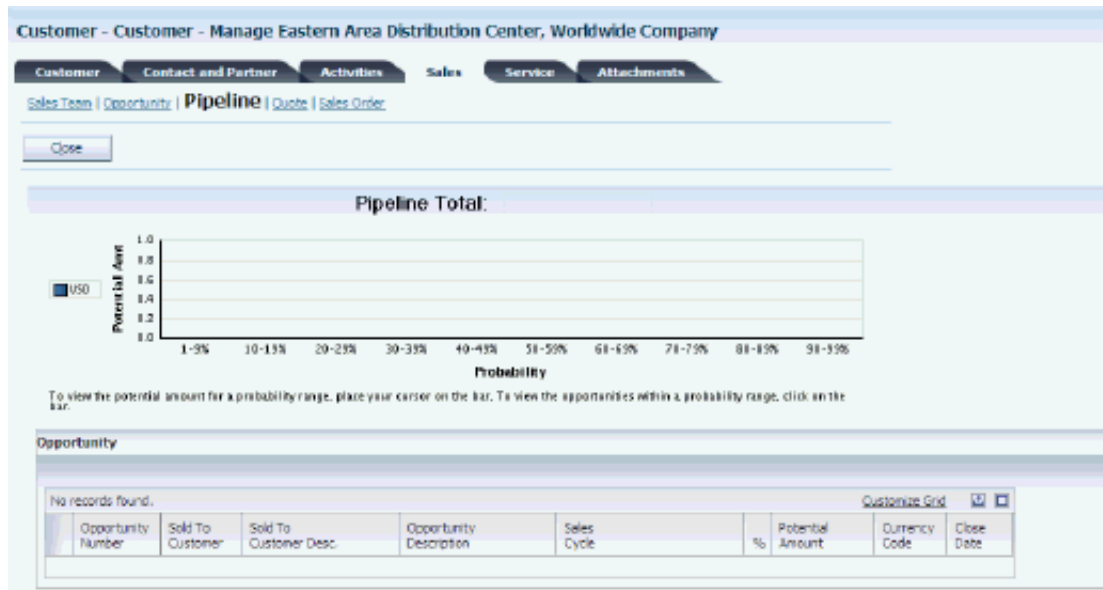 Customer - Customer - Manage Eastern Area Distribution Center, Worldwide Company
Customer Contact and Partner Activities Sales Service Attachments
Sales Team | Opportunity | Pipeline | Quote | Sales Order
Close
Pipeline Total:
Potential Amt
1.0
0.8
0.6
0.4
0.2
0.0
USD
1-9% 10-19% 20-29% 30-39% 40-49% 50-59% 60-69% 70-79% 80-89% 90-99%
Probability
To view the potential amount for a probability range, place your cursor on the bar. To view the opportunities within a probability range, click on the
bar.
Opportunity
No records found. Customize Grid
Opportunity Number Sold To Customer Sold To Customer Desc. Opportunity Description Sales Cycle % Potential Amount Currency Code Close Date